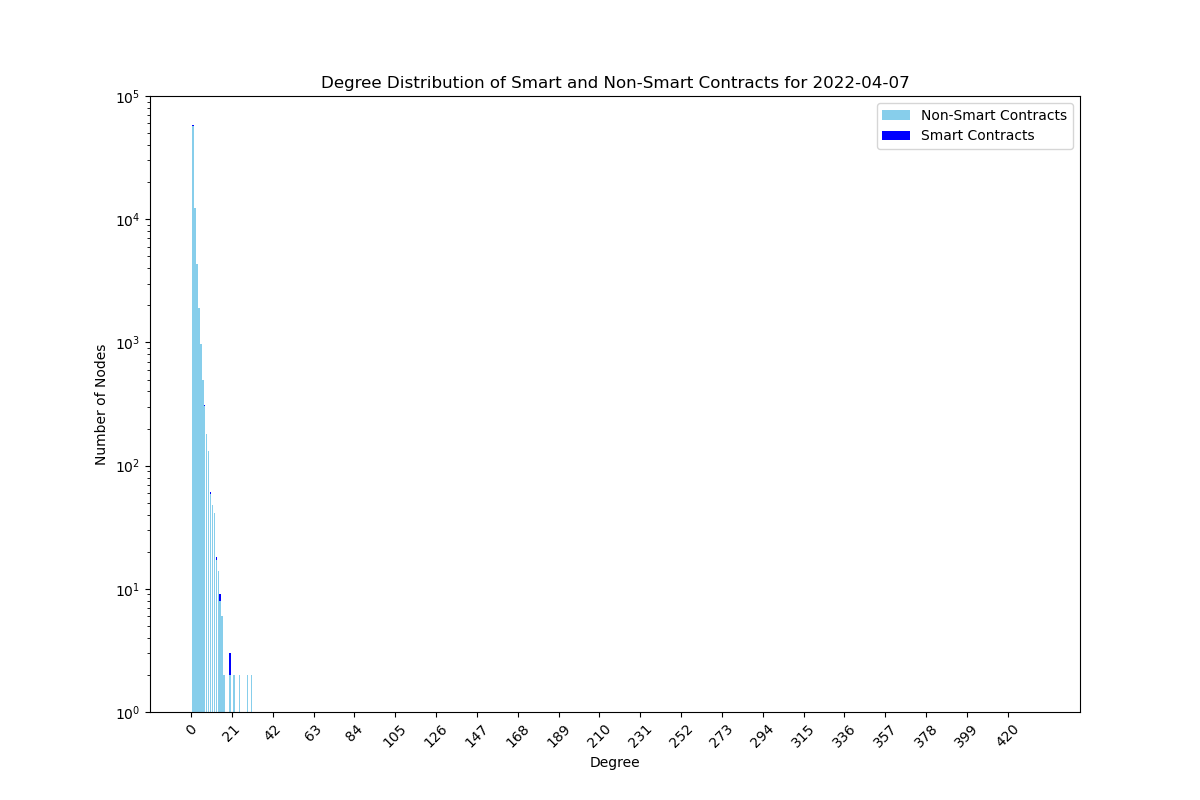 Degree Distribution of Smart and Non-Smart Contracts for 2022-04-07
Non-Smart Contracts
Smart Contracts
10^5
10^4
10^3
10^2
10^1
10^0
Number of Nodes
0 21 42 63 84 105 126 147 168 189 210 231 252 273 294 315 336 357 378 399 420
Degree